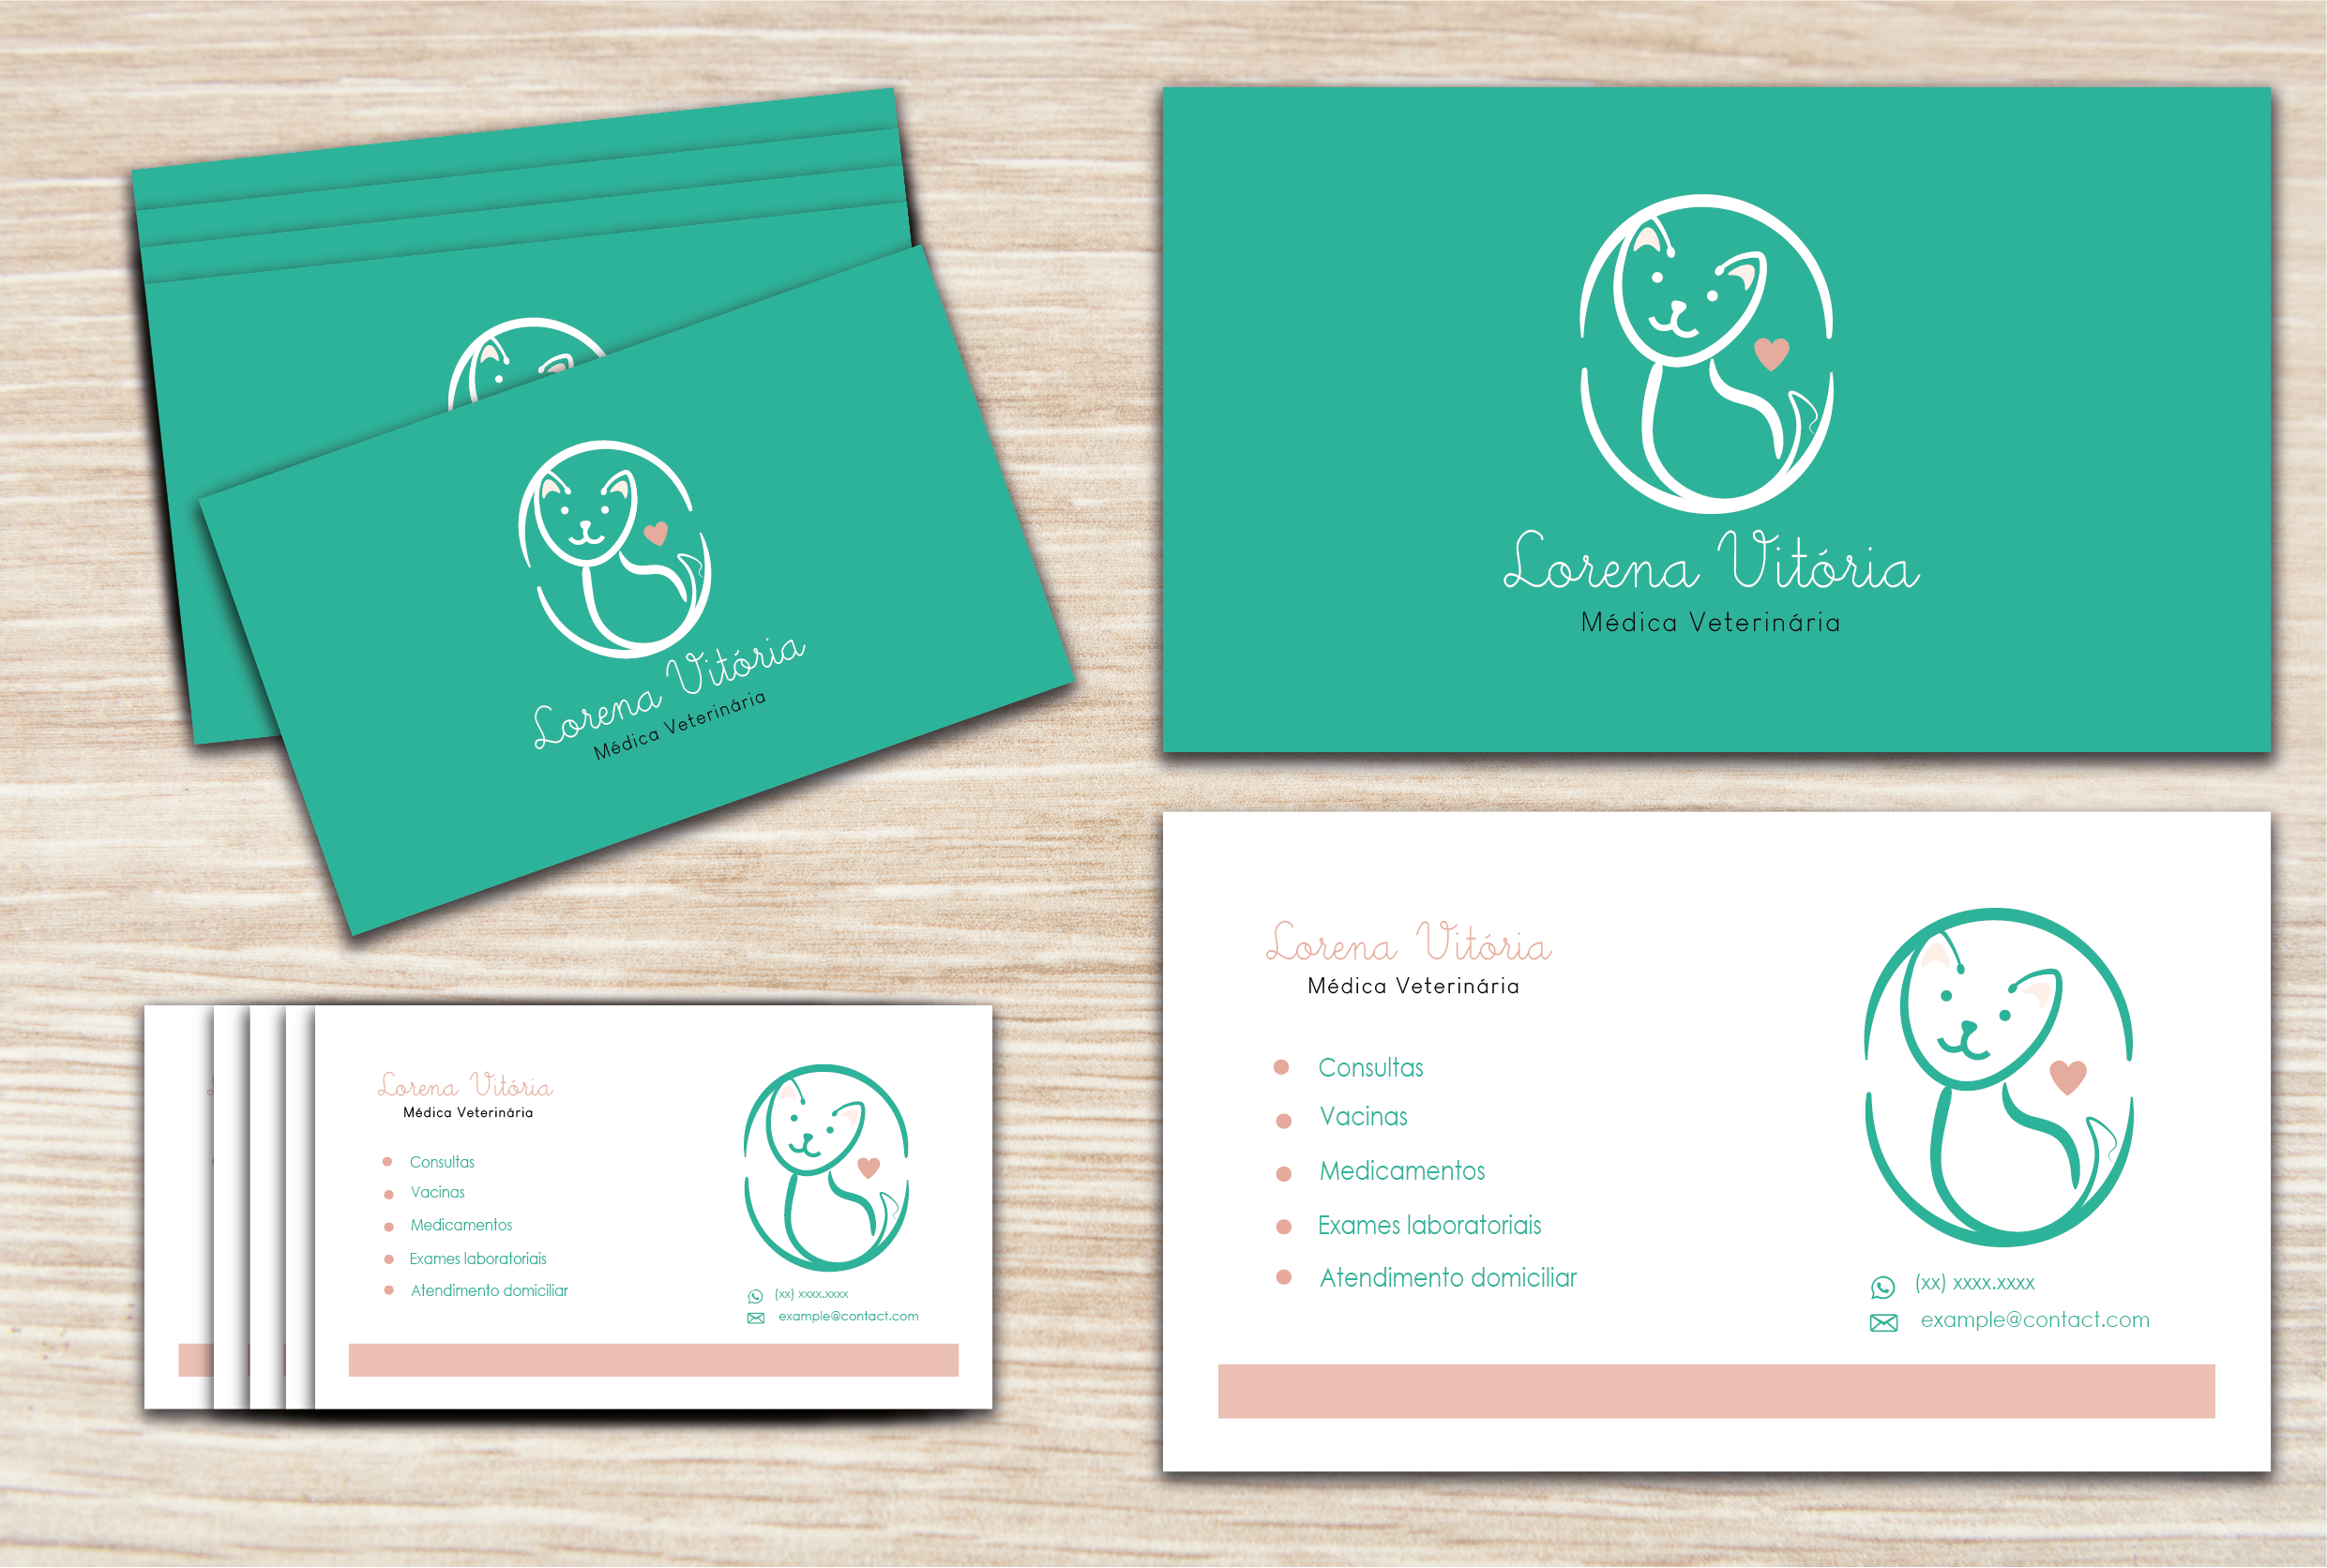 Lorena Vitória
Médica Veterinária
Lorena Vitória
Médica Veterinária
Lorena Vitória
Médica Veterinária
Consultas
Vacinas
Medicamentos
Exames laboratoriais
Atendimento domiciliar
(xx) xxxx.xxxx
example@contact.com
Lorena Vitória
Médica Veterinária
Consultas
Vacinas
Medicamentos
Exames laboratoriais
Atendimento domiciliar
(xx) xxxx.xxxx
example@contact.com